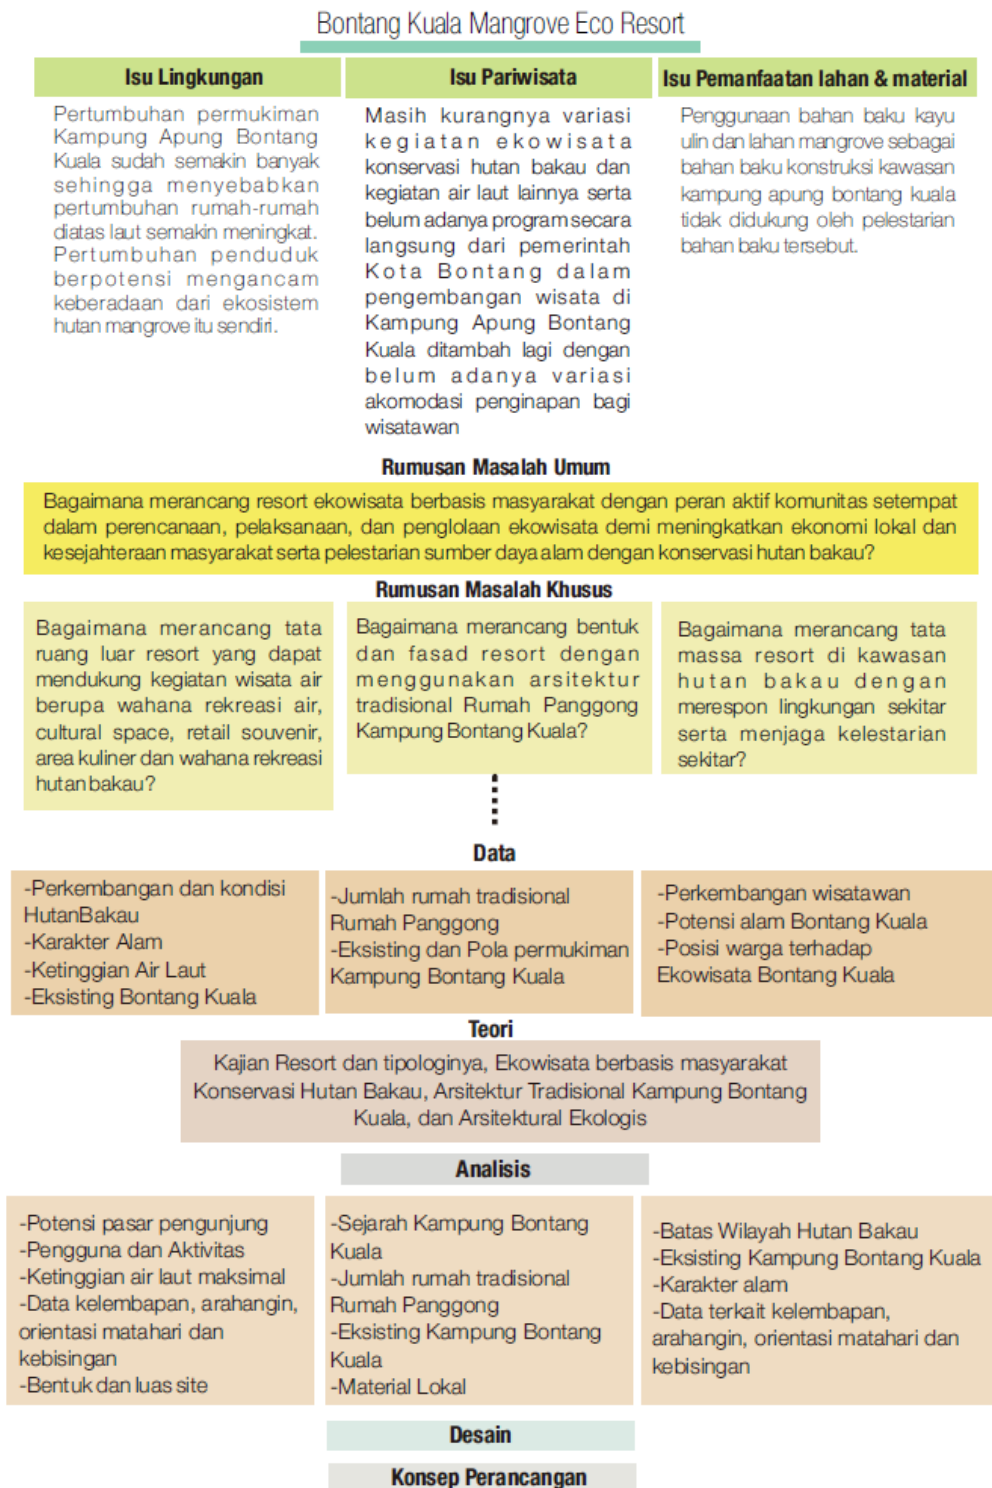 Bontang Kuala Mangrove Eco Resort
Isu Lingkungan
Pertumbuhan permukiman
Kampung Apung Bontang
Kuala sudah semakin banyak
sehingga menyebabkan
pertumbuhan rumah-rumah
diatas laut semakin meningkat.
Pertumbuhan penduduk
berpotensi mengancam
keberadaan dari ekosistem
hutan mangrove itu sendiri.
Isu Pariwisata
Masih kurangnya variasi
kegiatan ekowisata
konservasi hutan bakau dan
kegiatan air laut lainnya serta
belum adanya program secara
langsung dari pemerintah
Kota Bontang dalam
pengembangan wisata di
Kampung Apung Bontang
Kuala ditambah lagi dengan
belum adanya variasi
akomodasi penginapan bagi
wisatawan
Isu Pemanfaatan lahan & material
Penggunaan bahan baku kayu
ulin dan lahan mangrove sebagai
bahan baku konstruksi kawasan
kampung apung bontang kuala
tidak didukung oleh pelestarian
bahan baku tersebut.
Rumusan Masalah Umum
Bagaimana merancang resort ekowisata berbasis masyarakat dengan peran aktif komunitas setempat
dalam perencanaan, pelaksanaan, dan penglolaan ekowisata demi meningkatkan ekonomi lokal dan
kesejahteraan masyarakat serta pelestarian sumber daya alam dengan konservasi hutan bakau?
Rumusan Masalah Khusus
Bagaimana merancang tata
ruang luar resort yang dapat
mendukung kegiatan wisata air
berupa wahana rekreasi air,
cultural space, retail souvenir,
area kuliner dan wahana rekreasi
hutan bakau?
Bagaimana merancang bentuk
dan fasad resort dengan
menggunakan arsitektur
tradisional Rumah Panggong
Kampung Bontang Kuala?
Bagaimana merancang tata
massa resort di kawasan
hutan bakau dengan
merespon lingkungan sekitar
serta menjaga kelestarian
sekitar?
Data
-Perkembangan dan kondisi
HutanBakau
-Karakter Alam
-Ketinggian Air Laut
-Eksisting Bontang Kuala
-Jumlah rumah tradisional
Rumah Panggong
-Eksisting dan Pola permukiman
Kampung Bontang Kuala
-Perkembangan wisatawan
-Potensi alam Bontang Kuala
-Posisi warga terhadap
Ekowisata Bontang Kuala
Teori
Kajian Resort dan tipologinya, Ekowisata berbasis masyarakat
Konservasi Hutan Bakau, Arsitektur Tradisional Kampung Bontang
Kuala, dan Arsitektural Ekologis
Analisis
-Potensi pasar pengunjung
-Pengguna dan Aktivitas
-Ketinggian air laut maksimal
-Data kelembapan, arahangin,
orientasi matahari dan
kebisingan
-Bentuk dan luas site
-Sejarah Kampung Bontang
Kuala
-Jumlah rumah tradisional
Rumah Panggong
-Eksisting Kampung Bontang
Kuala
-Material Lokal
-Batas Wilayah Hutan Bakau
-Eksisting Kampung Bontang Kuala
-Karakter alam
-Data terkait kelembapan,
arahangin, orientasi matahari dan
kebisingan
Desain
Konsep Perancangan